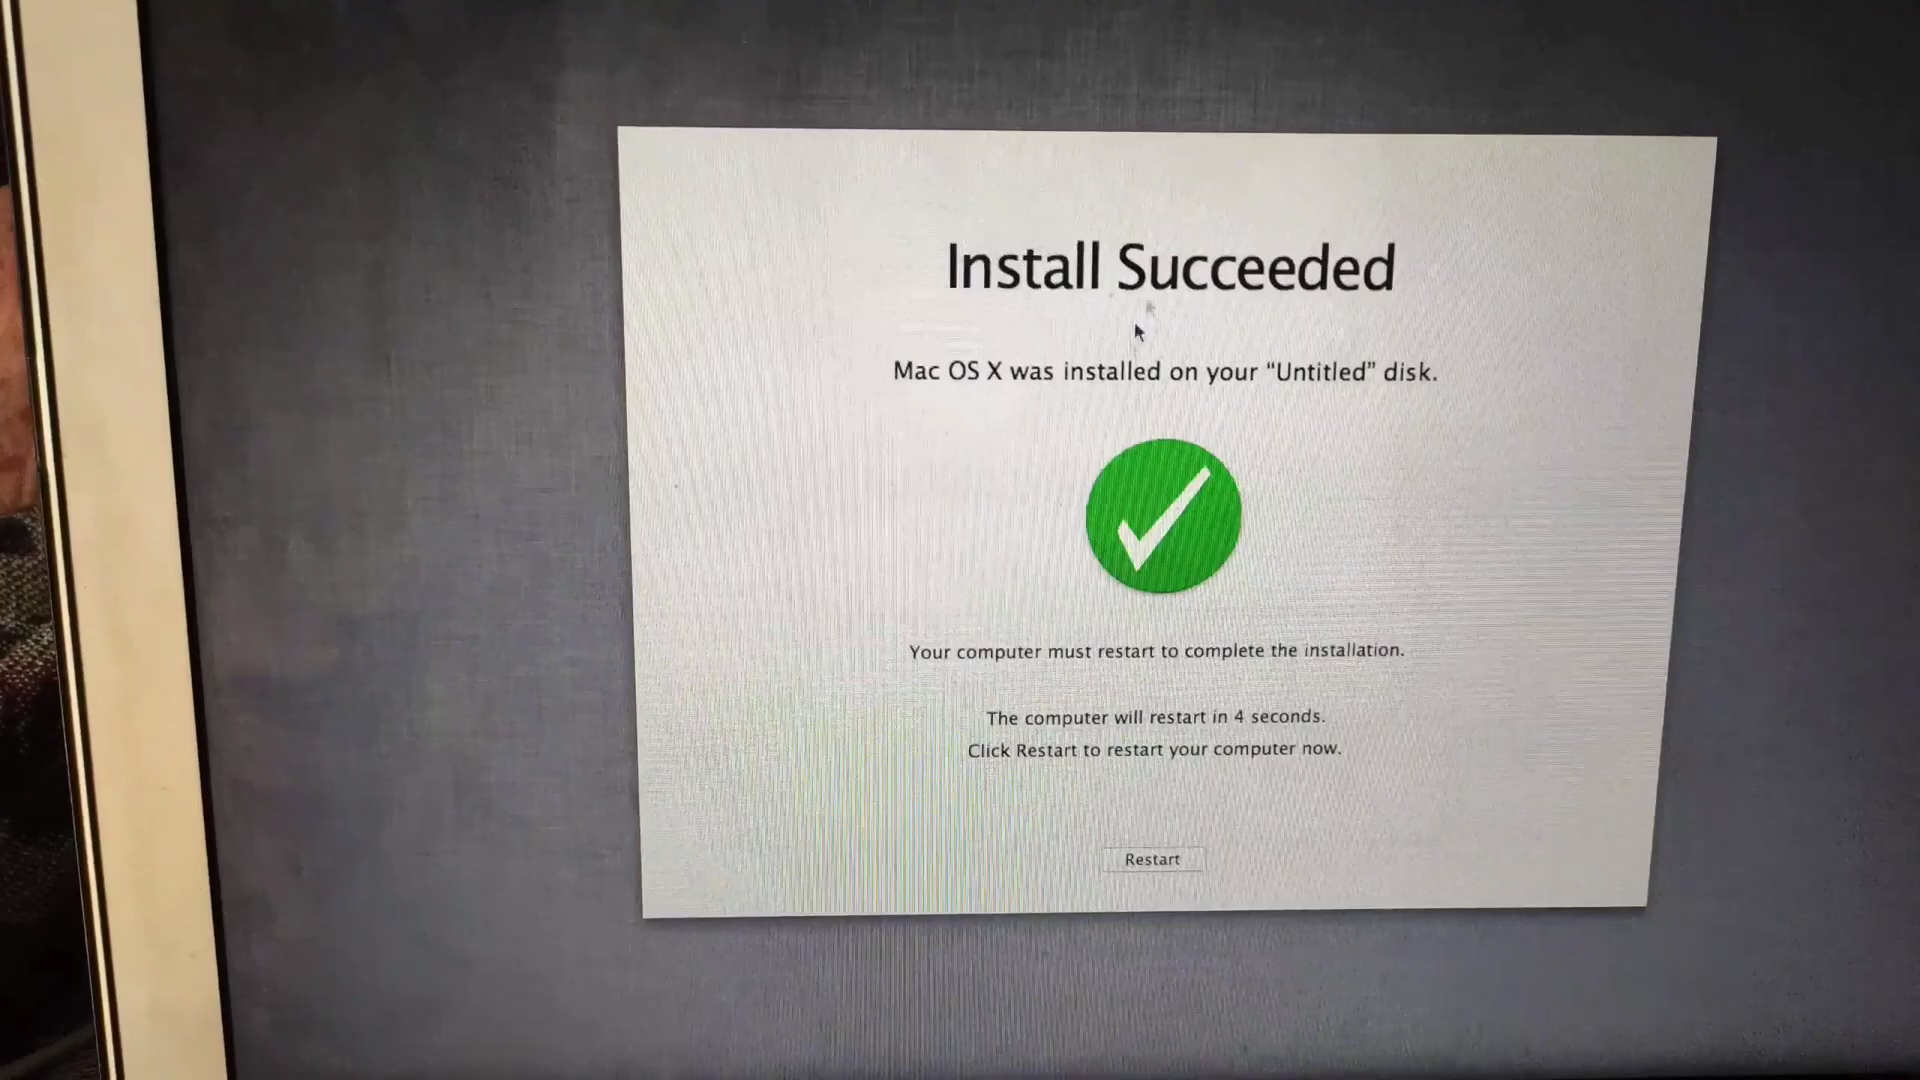 Install Succeeded
Mac OS X was installed on your “Untitled” disk.
Your computer must restart to complete the installation.
The computer will restart in 4 seconds.
Click Restart to restart your computer now.
Restart